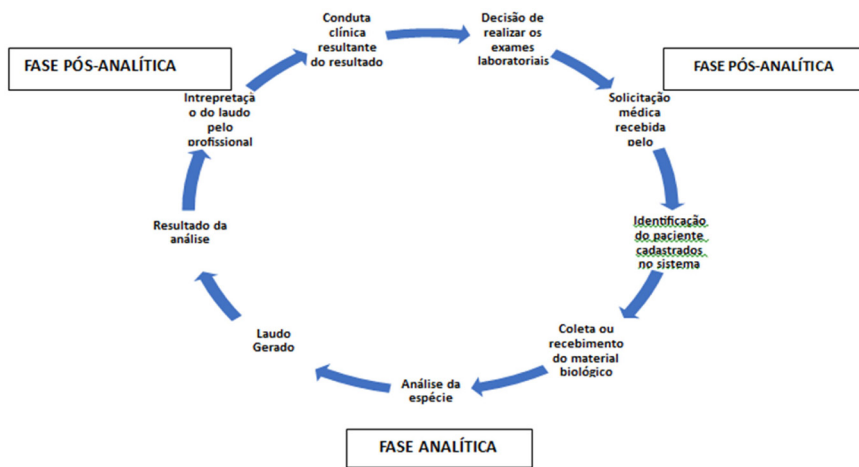 Conduta
clínica
resultante
do resultado
Decisão de
realizar os
exames
laboratoriais
FASE PÓS-ANALÍTICA
FASE PÓS-ANALÍTICA
Intrepretaçã
o do laudo
pelo
profissional
Solicitação
médica
recebida
pelo
Resultado da
análise
Identificação
do paciente
cadastrados
no sistema
Laudo
Gerado
Coleta ou
recebimento
do material
biológico
Análise da
espécie
FASE ANALÍTICA